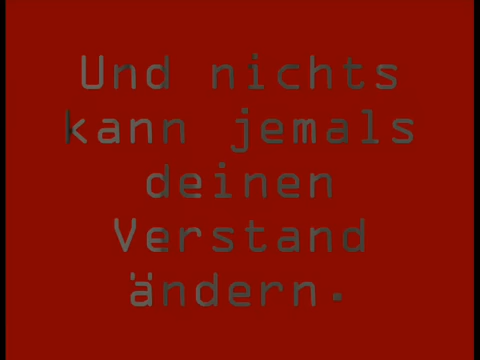 Und nichts
kann jemals
deinen
Verstand
ändern.